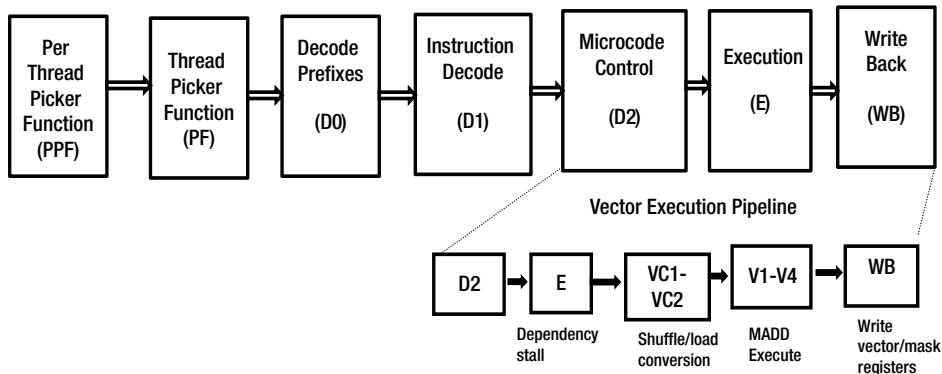 Per
Thread
Picker
Function
(PPF)
Thread
Picker
Function
(PF)
Decode
Prefixes
(D0)
Instruction
Decode
(D1)
Microcode
Control
(D2)
Execution
(E)
Write
Back
(WB)
Vector Execution Pipeline
D2
E
VC1-
VC2
V1-V4
WB
Dependency
stall
Shuffle/load
conversion
MADD
Execute
Write
vector/mask
registers